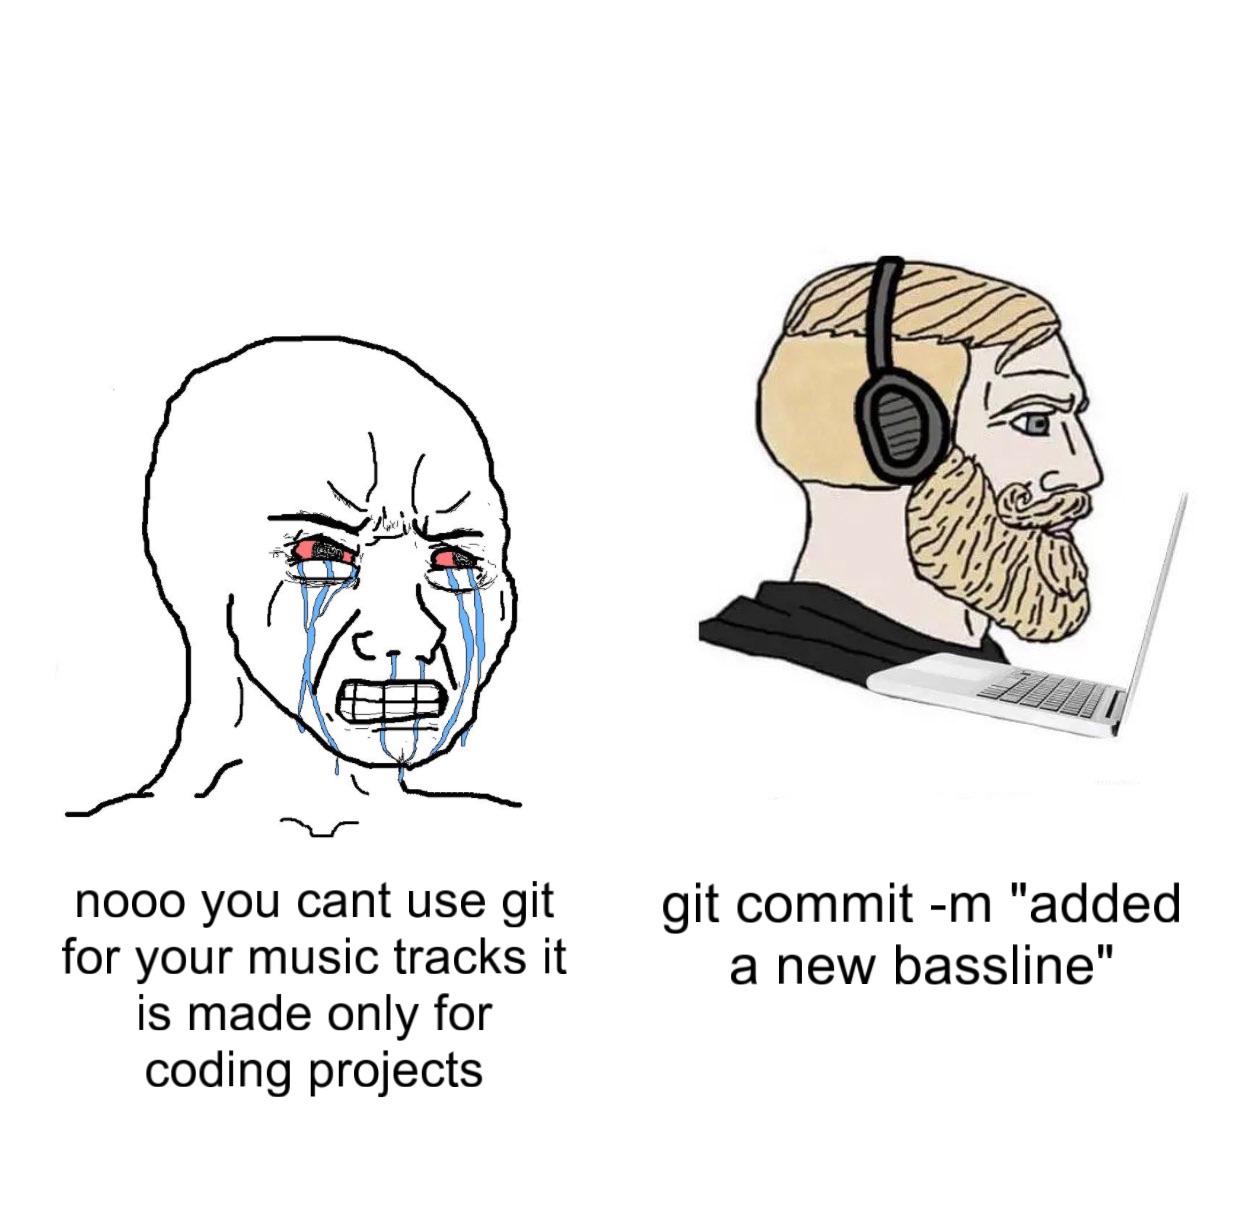 nooo you cant use git
for your music tracks it
is made only for
coding projects
git commit -m "added
a new bassline"